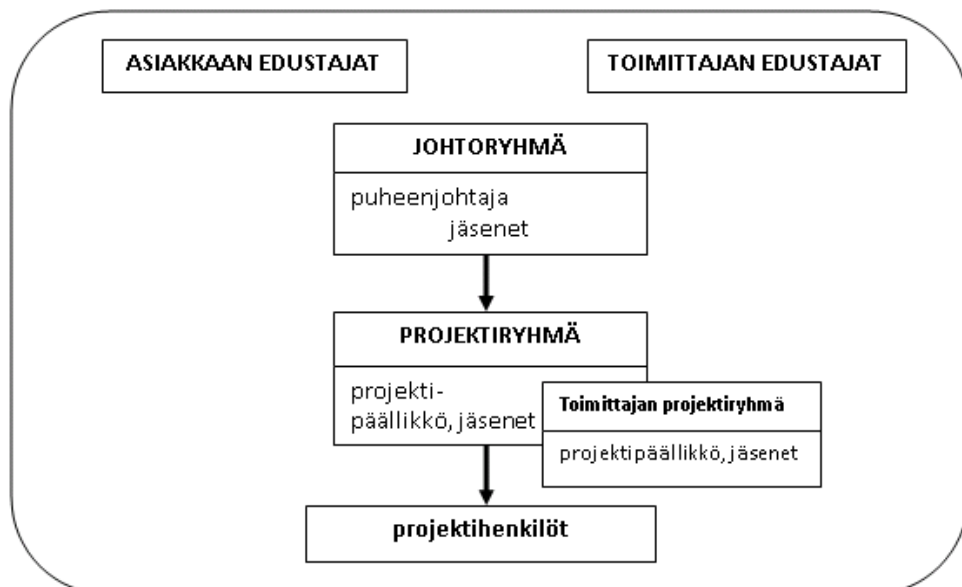 ASIAKKAAN EDUSTAJAT
TOIMITTAJAN EDUSTAJAT
JOHTORYHMÄ
puheenjohtaja
jäsenet
PROJEKTIRYHMÄ
projekti-
päällikkö, jäsenet
Toimittajan projektiryhmä
projektipäällikkö, jäsenet
projektihenkilöt